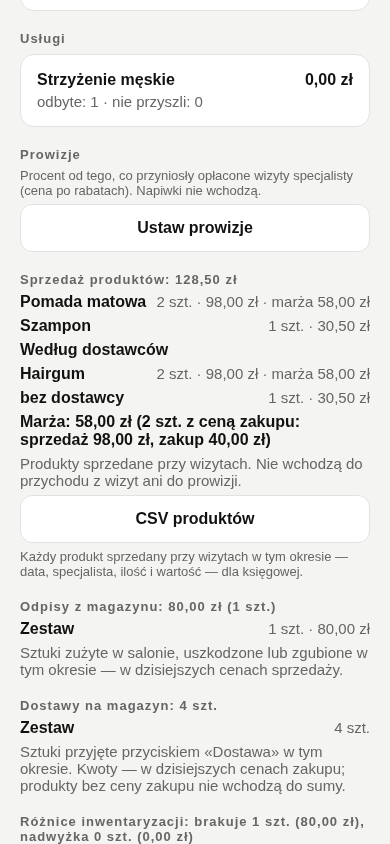 Usługi
Strzyżenie męskie 0,00 zł
odbyte: 1 · nie przyszli: 0
Prowizje
Procent od tego, co przyniosły opłacone wizyty specjalisty
(cena po rabatach). Napiwki nie wchodzą.
Ustaw prowizje
Sprzedaż produktów: 128,50 zł
Pomada matowa 2 szt. · 98,00 zł · marża 58,00 zł
Szampon 1 szt. · 30,50 zł
Według dostawców
Hairgum 2 szt. · 98,00 zł · marża 58,00 zł
bez dostawcy 1 szt. · 30,50 zł
Marża: 58,00 zł (2 szt. z ceną zakupu:
sprzedaż 98,00 zł, zakup 40,00 zł)
Produkty sprzedane przy wizytach. Nie wchodzą do
przychodu z wizyt ani do prowizji.
CSV produktów
Każdy produkt sprzedany przy wizytach w tym okresie —
data, specjalista, ilość i wartość — dla księgowej.
Odpisy z magazynu: 80,00 zł (1 szt.)
Zestaw 1 szt. · 80,00 zł
Sztuki zużyte w salonie, uszkodzone lub zgubione w
tym okresie — w dzisiejszych cenach sprzedaży.
Dostawy na magazyn: 4 szt.
Zestaw 4 szt.
Sztuki przyjęte przyciskiem «Dostawa» w tym
okresie. Kwoty — w dzisiejszych cenach zakupu;
produkty bez ceny zakupu nie wchodzą do sumy.
Różnice inwentaryzacji: brakuje 1 szt. (80,00 zł),
nadwyżka 0 szt. (0,00 zł)